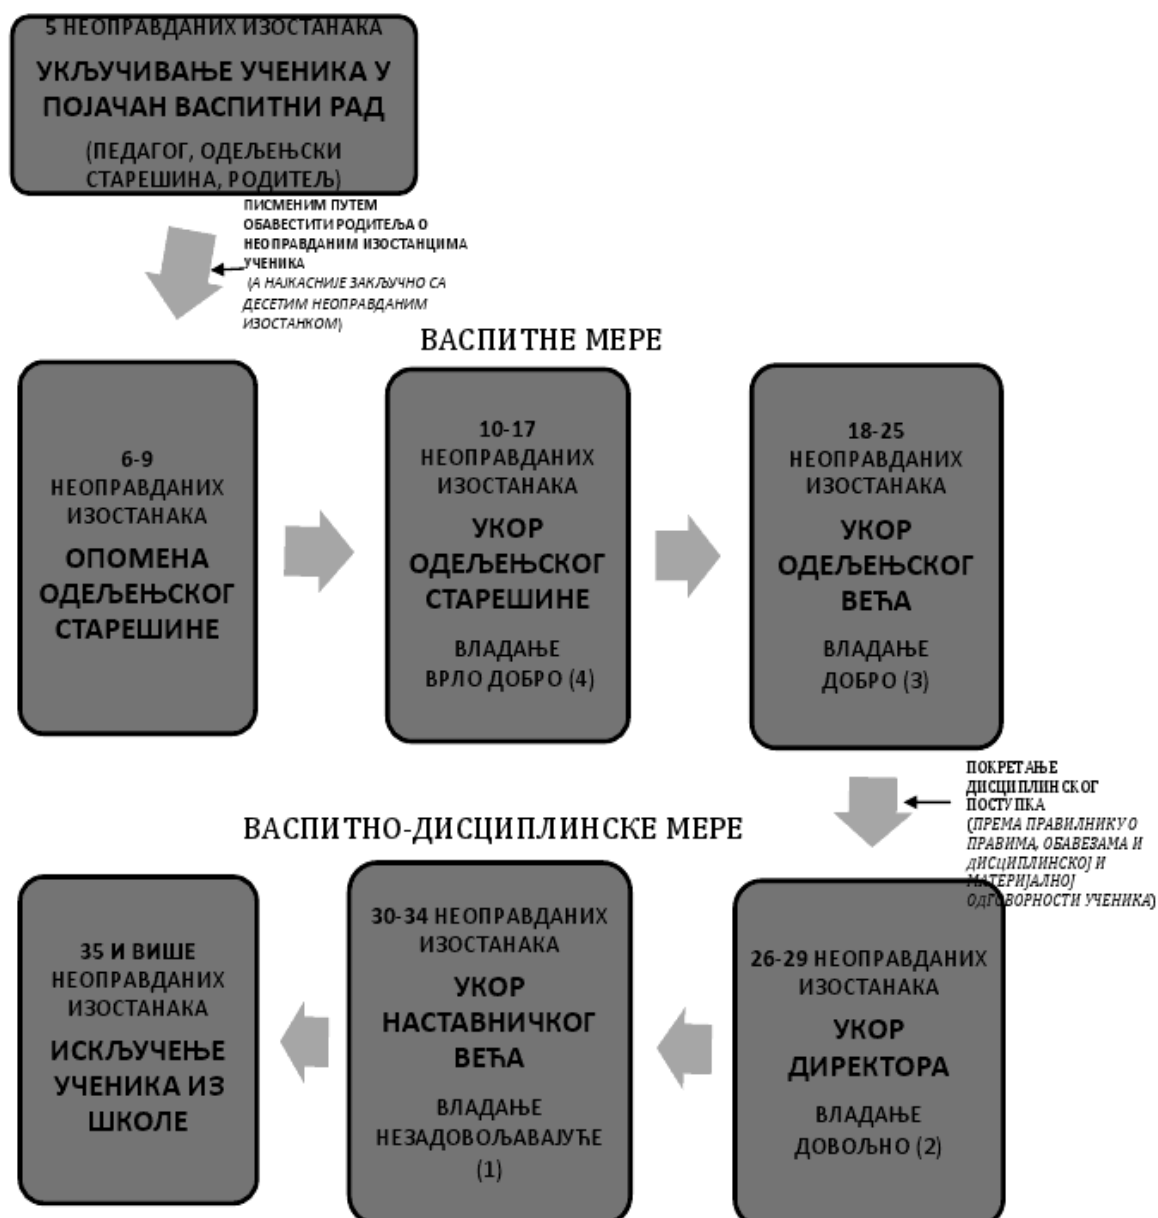 5 НЕОПРАВДАНИХ ИЗОСТАНАКА
УКЉУЧИВАЊЕ УЧЕНИКА У
ПОЈАЧАН ВАСПИТНИ РАД
(ПЕДАГОГ, ОДЕЉЕЊСКИ
СТАРЕШИНА, РОДИТЕЉ)
ПИСМЕНИМ ПУТЕМ
ОБАВЕСТИТИ РОДИТЕЉА О
НЕОПРАВДАНИМ ИЗОСТАНЦИМА
УЧЕНИКА
(А НАЈКАСНИЈЕ ЗАКЉУЧНО СА
ДЕСЕТИМ НЕОПРАВДАНИМ
ИЗОСТАНКОМ)
ВАСПИТНЕ МЕРЕ
6-9
НЕОПРАВДАНИХ
ИЗОСТАНАКА
ОПОМЕНА
ОДЕЉЕЊСКОГ
СТАРЕШИНЕ
10-17
НЕОПРАВДАНИХ
ИЗОСТАНАКА
УКОР
ОДЕЉЕЊСКОГ
СТАРЕШИНЕ
ВЛАДАЊЕ
ВРЛО ДОБРО (4)
18-25
НЕОПРАВДАНИХ
ИЗОСТАНАКА
УКОР
ОДЕЉЕЊСКОГ
ВЕЋА
ВЛАДАЊЕ
ДОБРО (3)
ПОКРЕТАЊЕ
ДИСЦИПЛИНСКОГ
ПОСТУПКА
(ПРЕМА ПРАВИЛНИКУ О
ПРАВИМА, ОБАВЕЗАМА И
ДИСЦИПЛИНСКОЈ И
МАТЕРИЈАЛНОЈ
ОДГОВОРНОСТИ УЧЕНИКА)
ВАСПИТНО-ДИСЦИПЛИНСКЕ МЕРЕ
26-29 НЕОПРАВДАНИХ
ИЗОСТАНАКА
УКОР
ДИРЕКТОРА
ВЛАДАЊЕ
ДОВОЉНО (2)
30-34 НЕОПРАВДАНИХ
ИЗОСТАНАКА
УКОР
НАСТАВНИЧКОГ
ВЕЋА
ВЛАДАЊЕ
НЕЗАДОВОЉАВАЈУЋЕ
(1)
35 И ВИШЕ
НЕОПРАВДАНИХ
ИЗОСТАНАКА
ИСКЉУЧЕЊЕ
УЧЕНИКА ИЗ
ШКОЛЕ